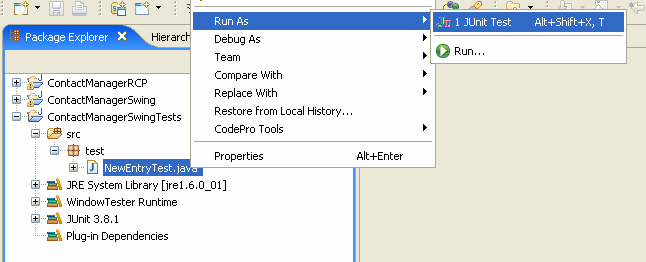 Package Explorer
Hierarch
ContactManagerRCP
ContactManagerSwing
ContactManagerSwingTests
src
test
NewEntryTest.java
JRE System Library [jre1.6.0_01]
WindowTester Runtime
JUnit 3.8.1
Plug-in Dependencies
Run As
Debug As
Team
Compare With
Replace With
Restore from Local History...
CodePro Tools
Properties Alt+Enter
1 JUnit Test Alt+Shift+X, T
Run...